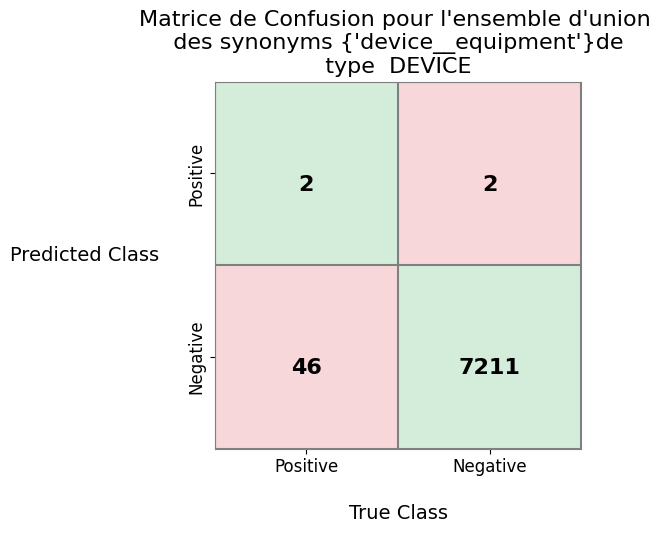 Matrice de Confusion pour l'ensemble d'union
des synonyms {'device__equipment'}de
type  DEVICE
Positive
2
2
Predicted Class
Negative
46
7211
Positive
Negative
True Class